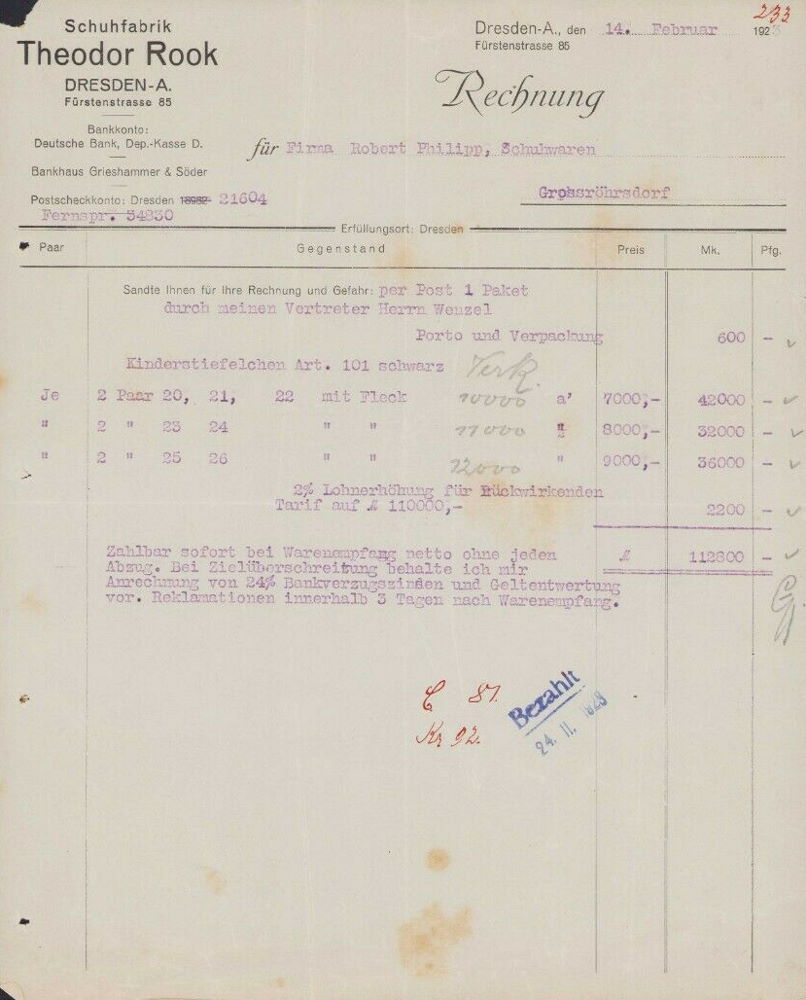 233
Schuhfabrik
Theodor Rook
DRESDEN-A.
Fürstenstrasse 85
Bankkonto:
Deutsche Bank, Dep.-Kasse D.
Bankhaus Grieshammer & Söder
Postscheckkonto: Dresden 18982 21604
Fernspr. 34830
Dresden-A., den 14. Februar 1923
Fürstenstrasse 85
Rechnung
für Firma Robert Philipp, Schuhwaren
Grossröhrsdorf
Erfüllungsort: Dresden
Paar Gegenstand Preis Mk. Pfg.
Sandte Ihnen für Ihre Rechnung und Gefahr: per Post 1 Paket
durch meinen Vertreter Herrn Wenzel
Porto und Verpackung 600 -
Kinderstiefelchen Art. 101 schwarz Verk.
Je 2 Paar 20, 21, 22 mit Fleck 10000 a' 7000,- 42000 -
" 2 " 23 24 " " 11000 " 8000,- 32000 -
" 2 " 25 26 " " 12000 " 9000,- 36000 -
2% Lohnerhöhung für Rückwirkenden
Tarif auf M 110000,- 2200 -
Zahlbar sofort bei Warenempfang netto ohne jeden M 112800 -
Abzug. Bei Zielüberschreitung behalte ich mir
Anrechnung von 24% Bankverzugszinsen und Geltentwertung
vor. Reklamationen innerhalb 3 Tagen nach Warenempfang.
C 87.
Kr 92.
Bezahlt
24. II. 1923